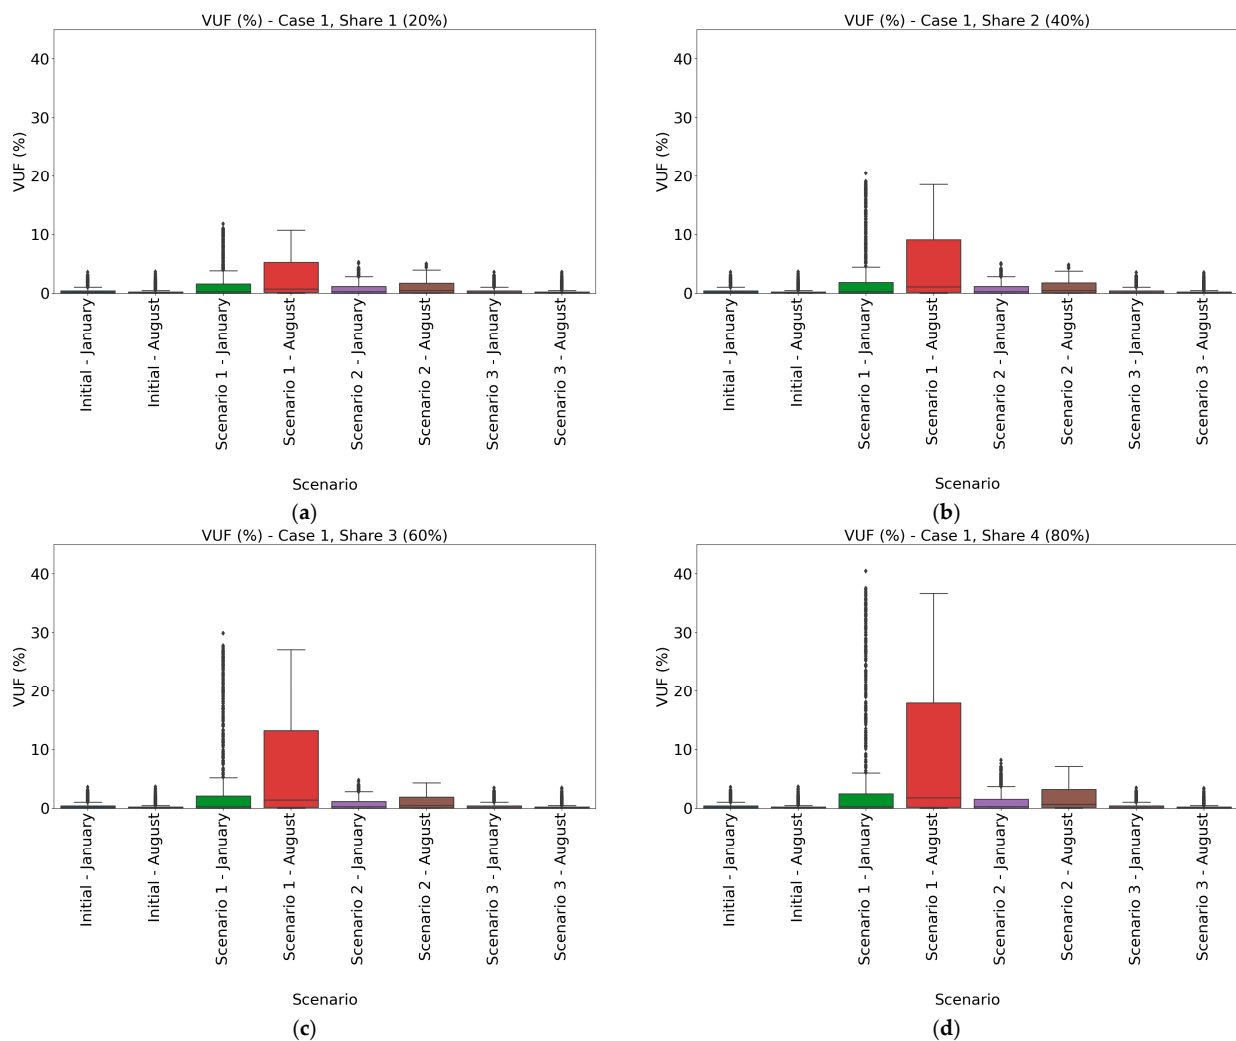 VUF (%) - Case 1, Share 1 (20%)
VUF (%)
40
30
20
10
0
Initial - January
Initial - August
Scenario 1 - January
Scenario 1 - August
Scenario 2 - January
Scenario 2 - August
Scenario 3 - January
Scenario 3 - August
Scenario
(a)
VUF (%) - Case 1, Share 2 (40%)
VUF (%)
40
30
20
10
0
Initial - January
Initial - August
Scenario 1 - January
Scenario 1 - August
Scenario 2 - January
Scenario 2 - August
Scenario 3 - January
Scenario 3 - August
Scenario
(b)
VUF (%) - Case 1, Share 3 (60%)
VUF (%)
40
30
20
10
0
Initial - January
Initial - August
Scenario 1 - January
Scenario 1 - August
Scenario 2 - January
Scenario 2 - August
Scenario 3 - January
Scenario 3 - August
Scenario
(c)
VUF (%) - Case 1, Share 4 (80%)
VUF (%)
40
30
20
10
0
Initial - January
Initial - August
Scenario 1 - January
Scenario 1 - August
Scenario 2 - January
Scenario 2 - August
Scenario 3 - January
Scenario 3 - August
Scenario
(d)